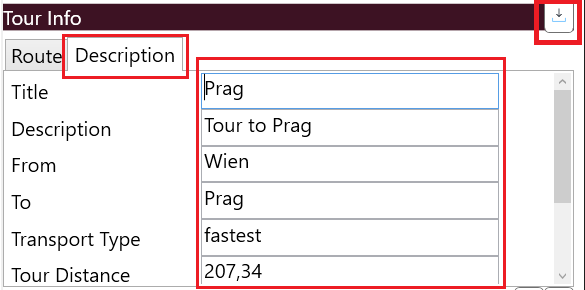 Tour Info
Route Description
Title Prag
Description Tour to Prag
From Wien
To Prag
Transport Type fastest
Tour Distance 207,34